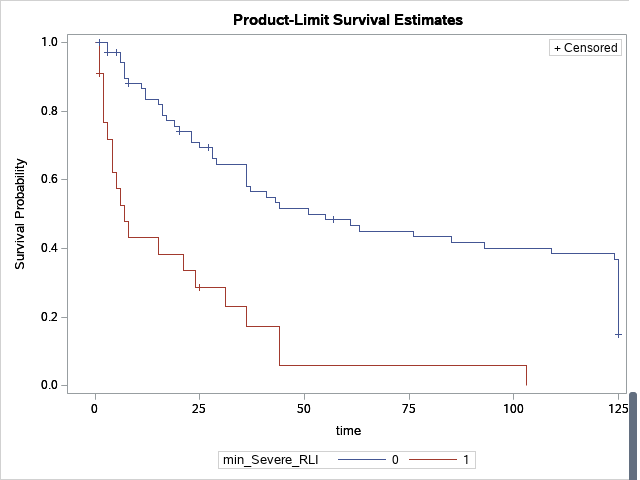 Product-Limit Survival Estimates
+ Censored
1.0
0.8
0.6
0.4
0.2
0.0
Survival Probability
0 25 50 75 100 125
time
min_Severe_RLI 0 1